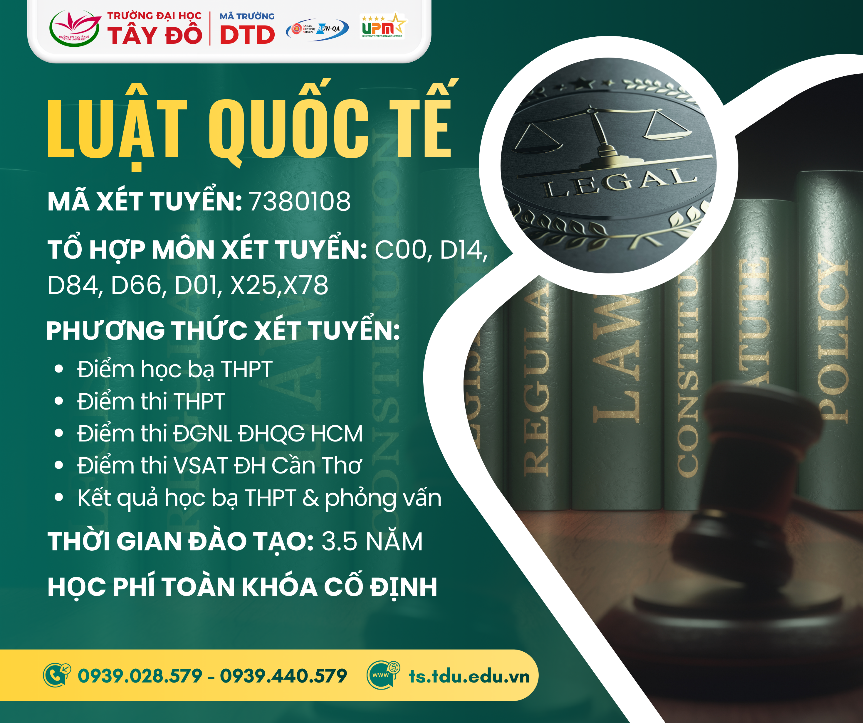 TRƯỜNG ĐẠI HỌC
TÂY ĐÔ
MÃ TRƯỜNG
DTD
UPM
LUẬT QUỐC TẾ
MÃ XÉT TUYỂN: 7380108
TỔ HỢP MÔN XÉT TUYỂN: C00, D14,
D84, D66, D01, X25,X78
PHƯƠNG THỨC XÉT TUYỂN:
• Điểm học bạ THPT
• Điểm thi THPT
• Điểm thi ĐGNL ĐHQG HCM
• Điểm thi VSAT ĐH Cần Thơ
• Kết quả học bạ THPT & phỏng vấn
THỜI GIAN ĐÀO TẠO: 3.5 NĂM
HỌC PHÍ TOÀN KHÓA CỐ ĐỊNH
0939.028.579 - 0939.440.579
www
ts.tdu.edu.vn
LEGAL
REGULA
LAW
CONSTITU
ATUTE
POLICY